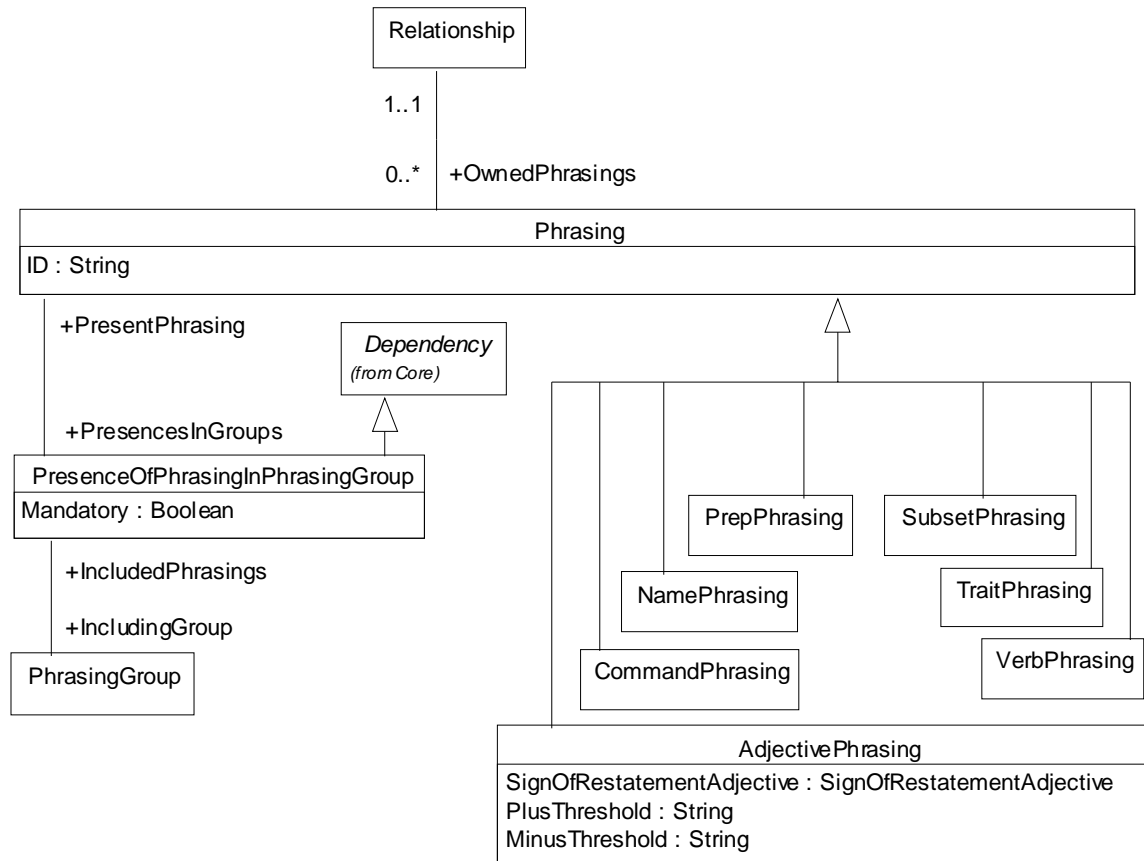 Relationship
1..1
0..*
+OwnedPhrasings
Phrasing
ID : String
+PresentPhrasing
Dependency
(from Core)
+PresencesInGroups
PresenceOfPhrasingInPhrasingGroup
Mandatory : Boolean
+IncludedPhrasings
+IncludingGroup
PhrasingGroup
PrepPhrasing
SubsetPhrasing
NamePhrasing
TraitPhrasing
CommandPhrasing
VerbPhrasing
AdjectivePhrasing
SignOfRestatementAdjective : SignOfRestatementAdjective
PlusThreshold : String
MinusThreshold : String